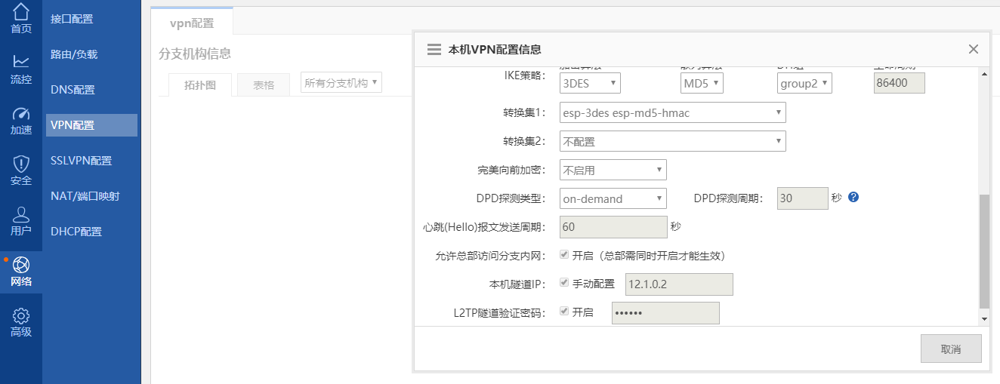 首页
流控
加速
安全
用户
网络
高级
接口配置
路由/负载
DNS配置
VPN配置
SSLVPN配置
NAT/端口映射
DHCP配置
vpn配置
分支机构信息
拓扑图 表格 所有分支机构
本机VPN配置信息
IKE策略: 3DES MD5 group2 86400
转换集1: esp-3des esp-md5-hmac
转换集2: 不配置
完美向前加密: 不启用
DPD探测类型: on-demand DPD探测周期: 30 秒
心跳(Hello)报文发送周期: 60 秒
允许总部访问分支内网: 开启（总部需同时开启才能生效）
本机隧道IP: 手动配置 12.1.0.2
L2TP隧道验证密码: 开启 ••••••
取消